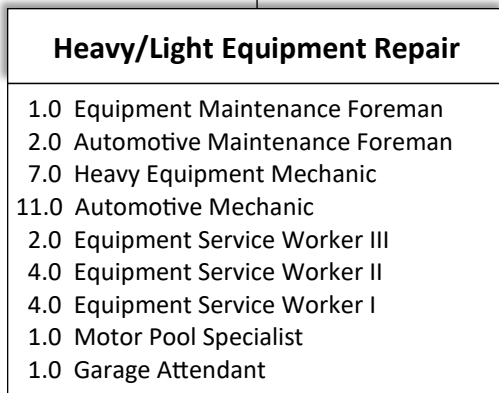 Heavy/Light Equipment Repair
1.0 Equipment Maintenance Foreman
2.0 Automotive Maintenance Foreman
7.0 Heavy Equipment Mechanic
11.0 Automotive Mechanic
2.0 Equipment Service Worker III
4.0 Equipment Service Worker II
4.0 Equipment Service Worker I
1.0 Motor Pool Specialist
1.0 Garage Attendant